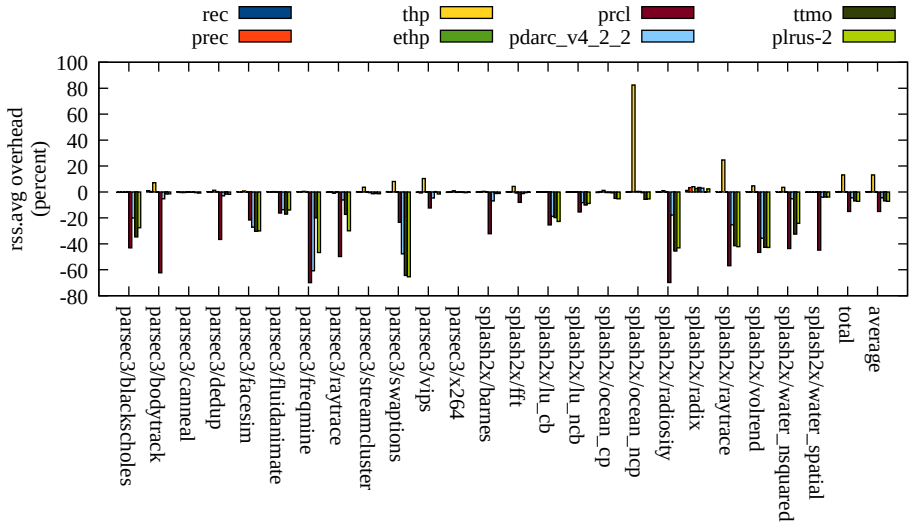 rec thp prcl ttmo
prec ethp pdarc_v4_2_2 plrus-2
rss.avg overhead
(percent)
100
80
60
40
20
0
-20
-40
-60
-80
parsec3/blackscholes
parsec3/bodytrack
parsec3/canneal
parsec3/dedup
parsec3/facesim
parsec3/fluidanimate
parsec3/freqmine
parsec3/raytrace
parsec3/streamcluster
parsec3/swaptions
parsec3/vips
parsec3/x264
splash2x/barnes
splash2x/fft
splash2x/lu_cb
splash2x/lu_ncb
splash2x/ocean_cp
splash2x/ocean_ncp
splash2x/radiosity
splash2x/radix
splash2x/raytrace
splash2x/volrend
splash2x/water_nsquared
splash2x/water_spatial
total
average